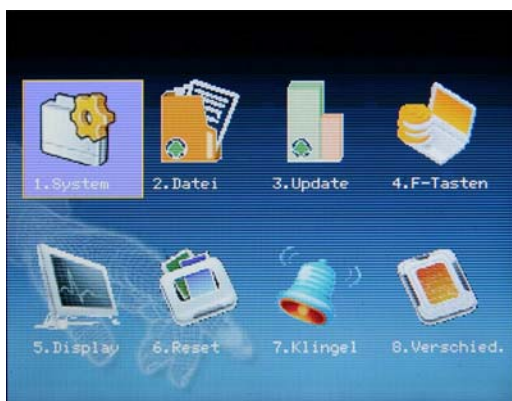 1.System 2.Datei 3.Update 4.F-Tasten
5.Display 6.Reset 7.Klingel 8.Verschied.